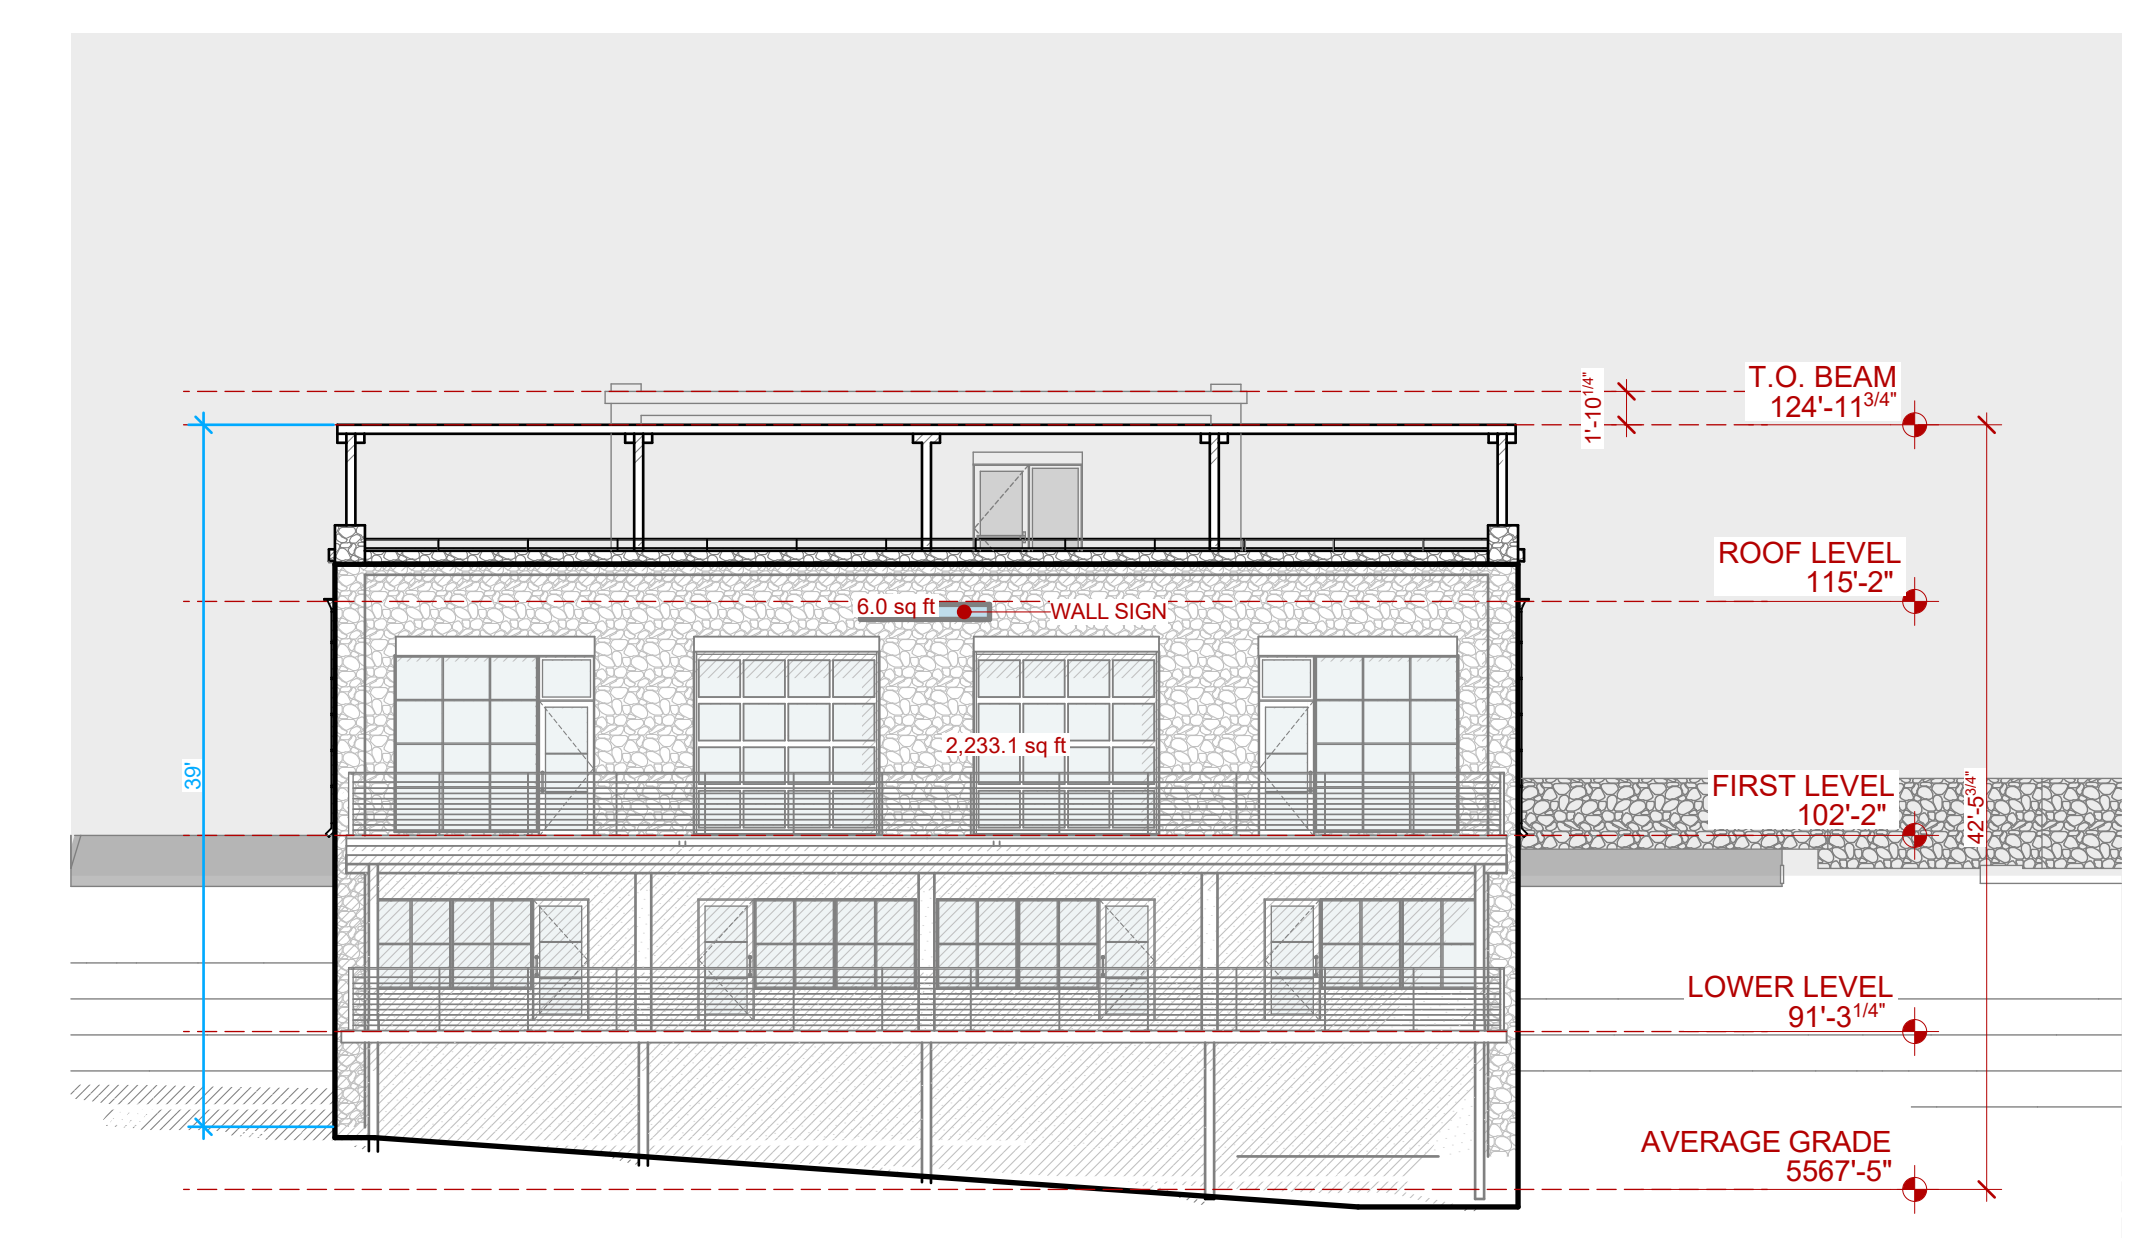 T.O. BEAM
124'-11 3/4"
1'-10 1/4"
ROOF LEVEL
115'-2"
6.0 sq ft
WALL SIGN
2,233.1 sq ft
39'
FIRST LEVEL
102'-2"
42'-5 3/4"
LOWER LEVEL
91'-3 1/4"
AVERAGE GRADE
5567'-5"